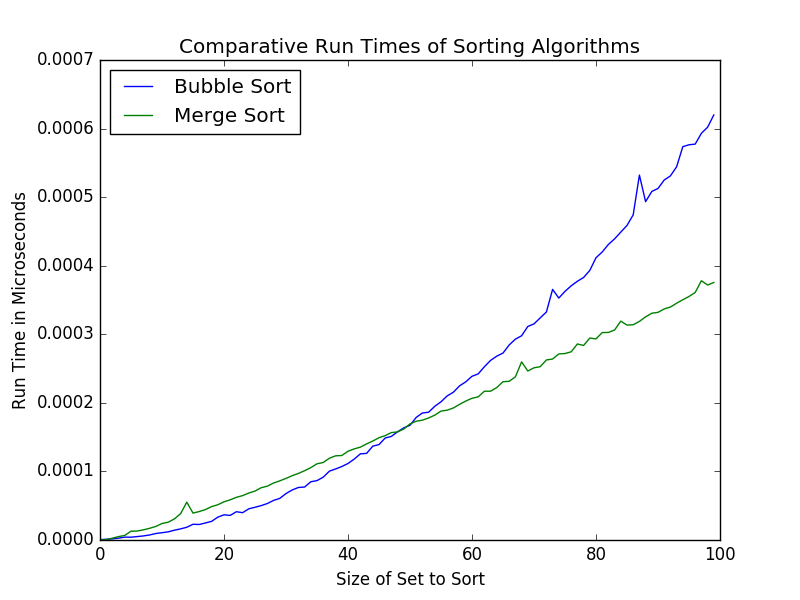 Comparative Run Times of Sorting Algorithms
0.0007
0.0006
0.0005
0.0004
0.0003
0.0002
0.0001
0.0000
Run Time in Microseconds
Bubble Sort
Merge Sort
0 20 40 60 80 100
Size of Set to Sort